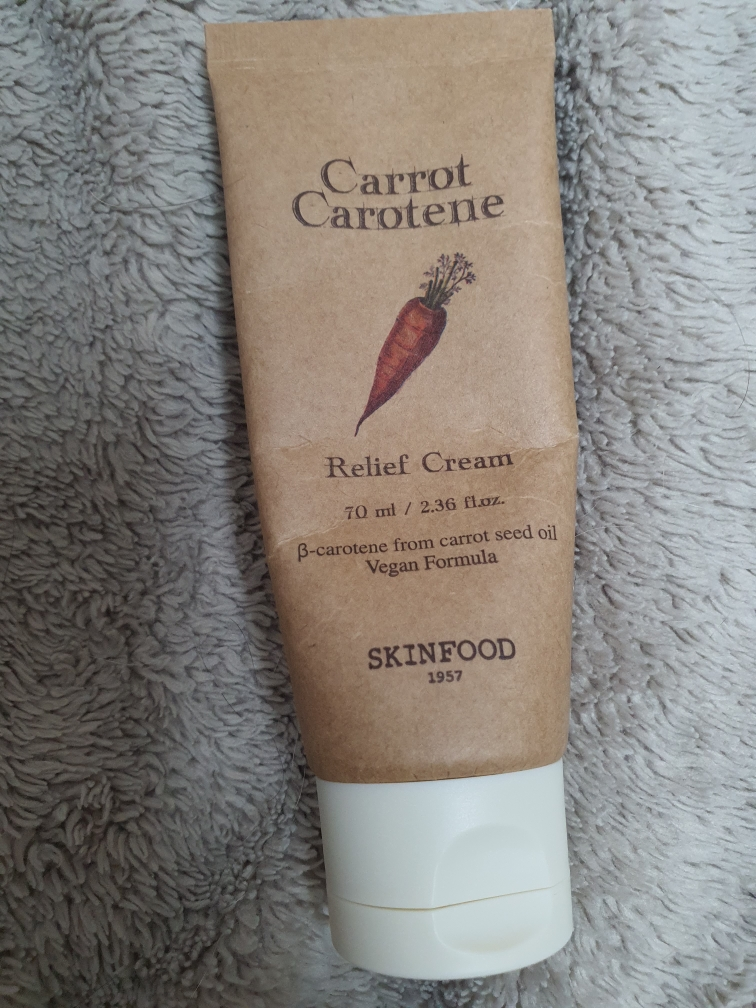 Carrot
Carotene
Relief Cream
70 ml / 2.36 fl.oz.
β-carotene from carrot seed oil
Vegan Formula
SKINFOOD
1957